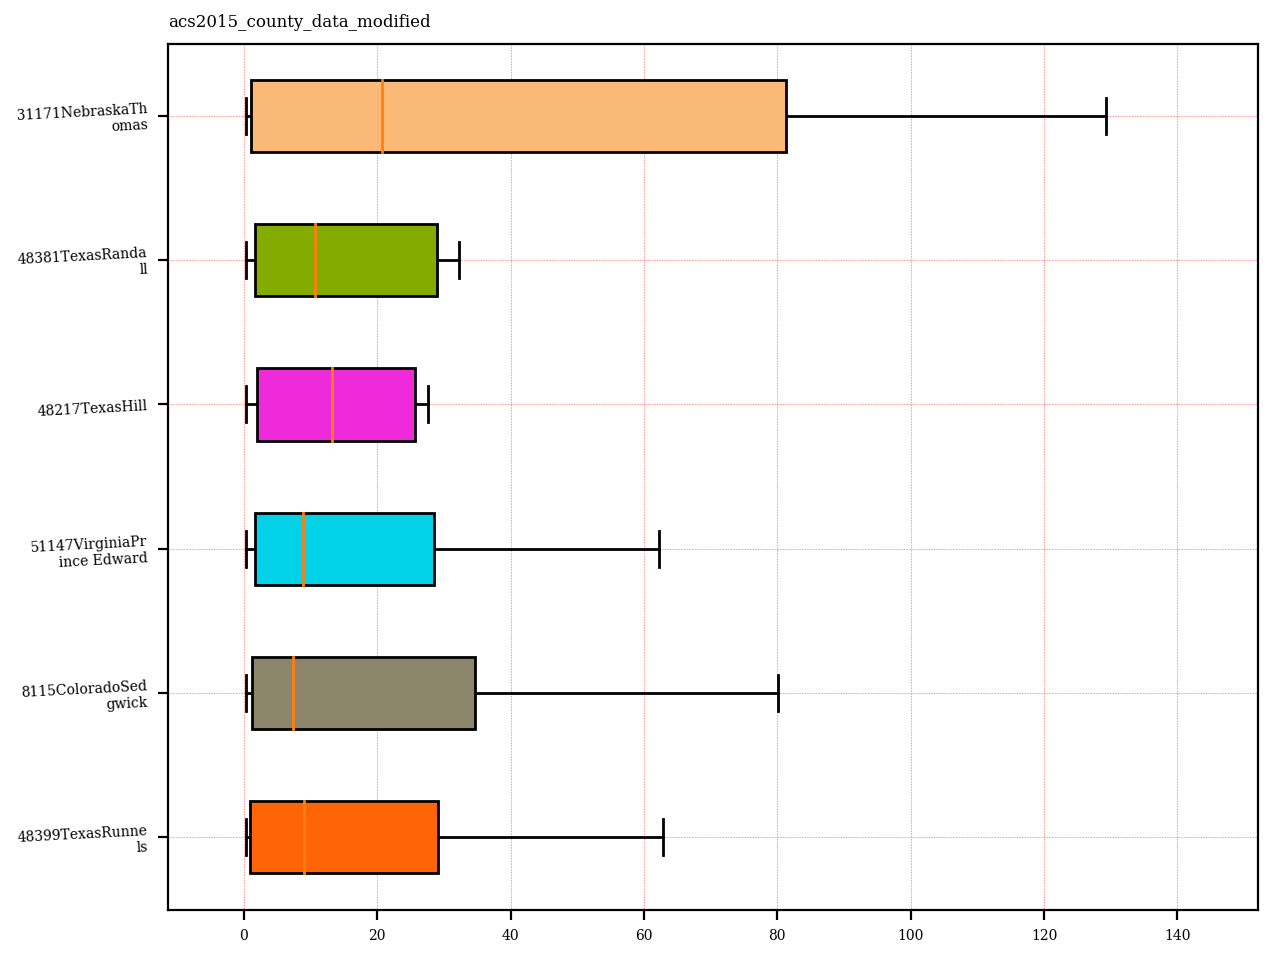 acs2015_county_data_modified
31171NebraskaTh
omas
48381TexasRanda
ll
48217TexasHill
51147VirginiaPr
ince Edward
8115ColoradoSed
gwick
48399TexasRunne
ls
0 20 40 60 80 100 120 140